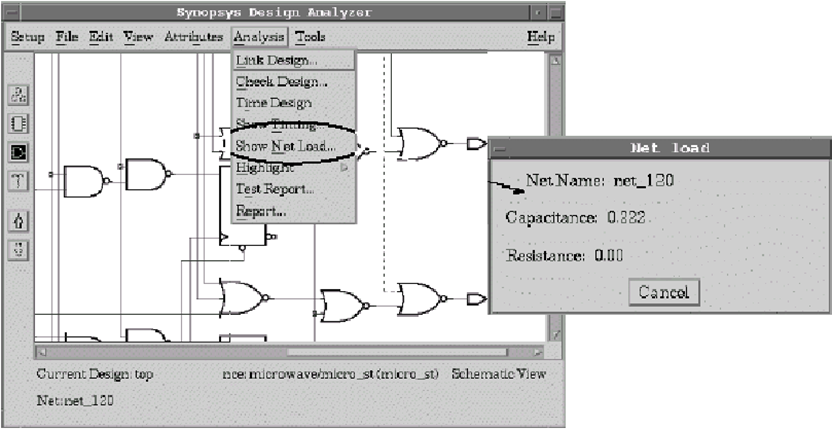 Synopsys Design Analyzer
Setup File Edit View Attributes Analysis Tools Help
Link Design...
Check Design...
Time Design
Show Timing...
Show Net Load...
Highlight
Test Report...
Report...
Net load
Net Name: net_120
Capacitance: 0.222
Resistance: 0.00
Cancel
Current Design: top nce: microwave/micro_st (micro_st) Schematic View
Net:net_120